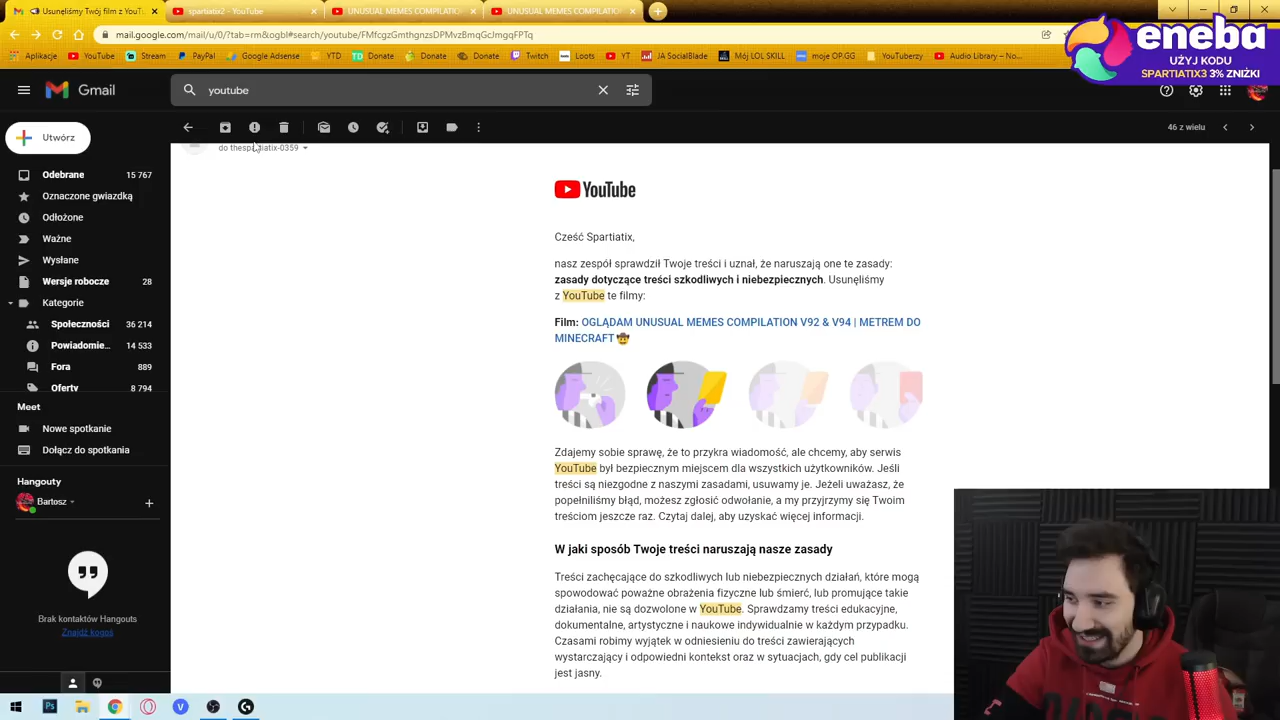 Usunęliśmy Twój film z YouT
spartiatix2 - YouTube
UNUSUAL MEMES COMPILATION
UNUSUAL MEMES COMPILATION
mail.google.com/mail/u/0/?tab=rm&ogbl#search/youtube/FMfcgzGmthgnzsDPMvzBmqGcJmgqFPTq
Aplikacje
YouTube
Stream
PayPal
Google Adsense
YTD
Donate
Donate
Donate
Twitch
Loots
YT
JA SocialBlade
Mój LOL SKILL
moje OP.GG
YouTuberzy
Audio Library – No...
eneba
UŻYJ KODU
SPARTIATIX3 3% ZNIŻKI
Gmail
youtube
Utwórz
46 z wielu
do thespartiatix-0359
Odebrane 15 767
Oznaczone gwiazdką
Odłożone
Ważne
Wysłane
Wersje robocze 28
Kategorie
Społeczności 36 214
Powiadomie... 14 533
Fora 889
Oferty 8 794
Meet
Nowe spotkanie
Dołącz do spotkania
Hangouty
Bartosz
Brak kontaktów Hangouts
Znajdź kogoś
YouTube
Cześć Spartiatix,
nasz zespół sprawdził Twoje treści i uznał, że naruszają one te zasady:
zasady dotyczące treści szkodliwych i niebezpiecznych. Usunęliśmy
z YouTube te filmy:
Film: OGLĄDAM UNUSUAL MEMES COMPILATION V92 & V94 | METREM DO
MINECRAFT🤠
Zdajemy sobie sprawę, że to przykra wiadomość, ale chcemy, aby serwis
YouTube był bezpiecznym miejscem dla wszystkich użytkowników. Jeśli
treści są niezgodne z naszymi zasadami, usuwamy je. Jeżeli uważasz, że
popełniliśmy błąd, możesz zgłosić odwołanie, a my przyjrzymy się Twoim
treściom jeszcze raz. Czytaj dalej, aby uzyskać więcej informacji.
W jaki sposób Twoje treści naruszają nasze zasady
Treści zachęcające do szkodliwych lub niebezpiecznych działań, które mogą
spowodować poważne obrażenia fizyczne lub śmierć, lub promujące takie
działania, nie są dozwolone w YouTube. Sprawdzamy treści edukacyjne,
dokumentalne, artystyczne i naukowe indywidualnie w każdym przypadku.
Czasami robimy wyjątek w odniesieniu do treści zawierających
wystarczający i odpowiedni kontekst oraz w sytuacjach, gdy cel publikacji
jest jasny.